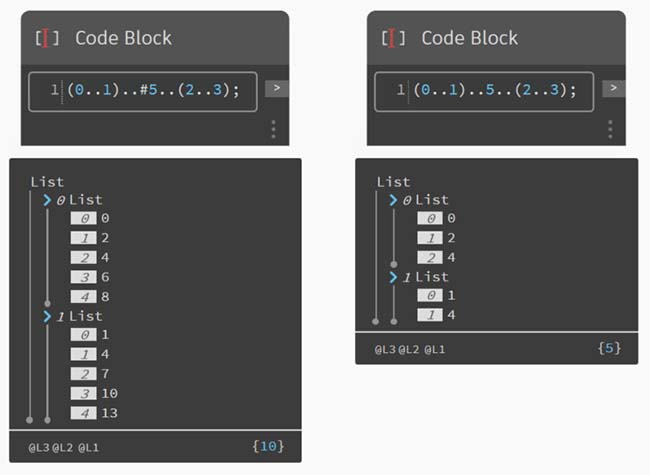 [I] Code Block
1 (0..1)..#5..(2..3);
>
List
0 List
0 0
1 2
2 4
3 6
4 8
1 List
0 1
1 4
2 7
3 10
4 13
@L3 @L2 @L1 {10}
[I] Code Block
1 (0..1)..5..(2..3);
>
List
0 List
0 0
1 2
2 4
1 List
0 1
1 4
@L3 @L2 @L1 {5}